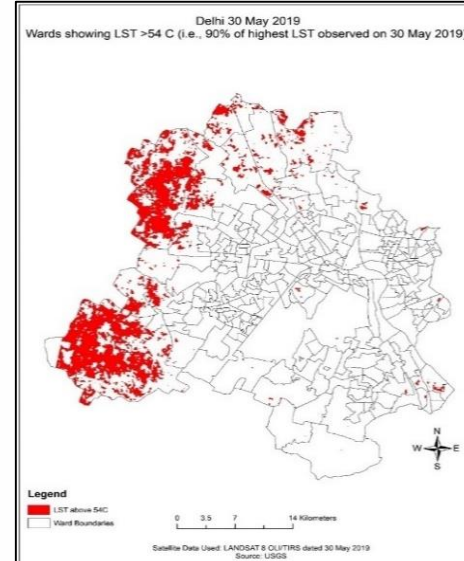 Delhi 30 May 2019
Wards showing LST >54 C (i.e., 90% of highest LST observed on 30 May 2019)
N
W E
S
Legend
LST above 54C
Ward Boundaries
0 3.5 7 14 Kilometers
Satellite Data Used: LANDSAT 8 OLI/TIRS dated 30 May 2019
Source: USGS